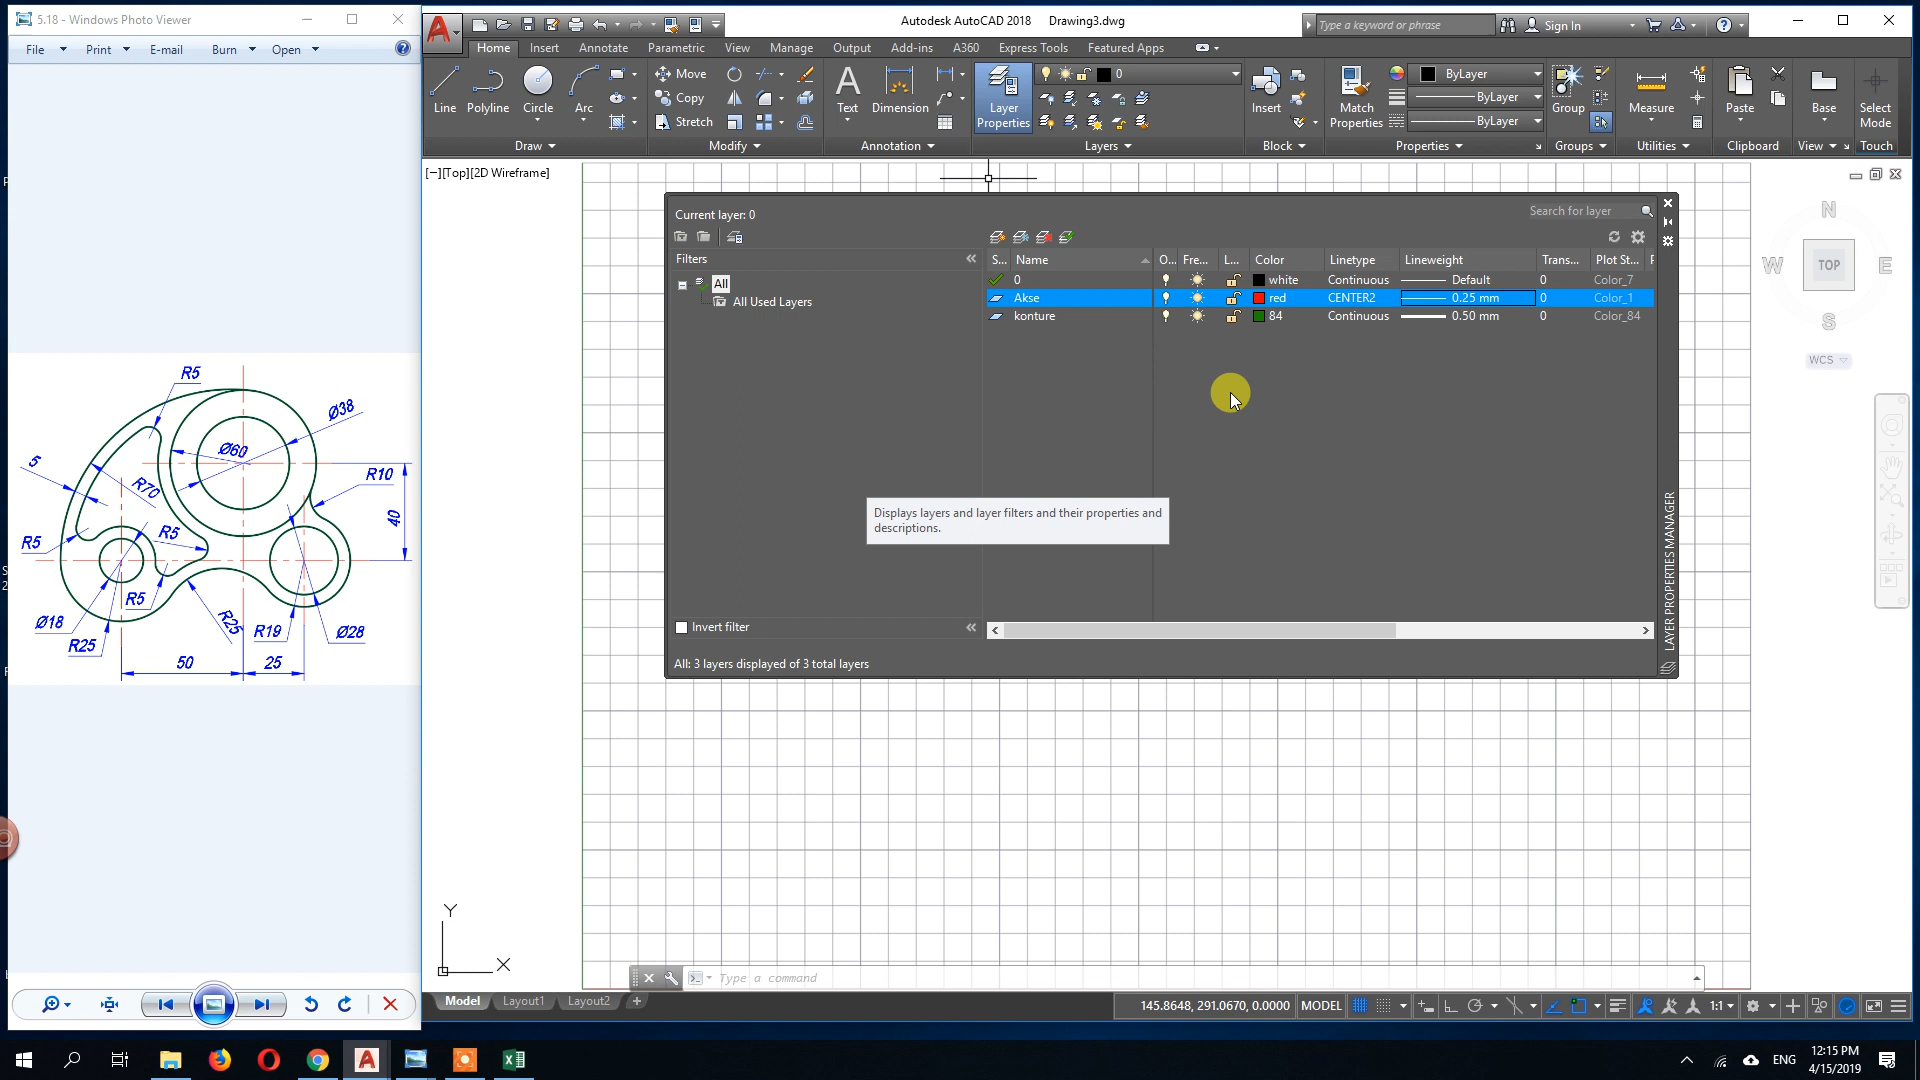 5.18 - Windows Photo Viewer
File Print E-mail Burn Open
R5
Ø38
Ø60
5
R70
R10
40
R5
R5
R5
Ø18
R25
R25
R19
Ø28
50
25
Autodesk AutoCAD 2018 Drawing3.dwg
Type a keyword or phrase
Sign In
Home Insert Annotate Parametric View Manage Output Add-ins A360 Express Tools Featured Apps
Line
Polyline
Circle
Arc
Move
Copy
Stretch
Text
Dimension
Layer Properties
0
Insert
Match Properties
ByLayer
ByLayer
ByLayer
Group
Measure
Paste
Base
Select Mode
Draw
Modify
Annotation
Layers
Block
Properties
Groups
Utilities
Clipboard
View
Touch
[−][Top][2D Wireframe]
Current layer: 0
Search for layer
Filters
All
All Used Layers
S... Name O... Fre... L... Color Linetype Lineweight Trans... Plot St...
0 white Continuous Default 0 Color_7
Akse red CENTER2 0.25 mm 0 Color_1
konture 84 Continuous 0.50 mm 0 Color_84
Displays layers and layer filters and their properties and
descriptions.
Invert filter
All: 3 layers displayed of 3 total layers
LAYER PROPERTIES MANAGER
N
W TOP E
S
WCS
Y
X
Type a command
Model Layout1 Layout2 +
145.8648, 291.0670, 0.0000 MODEL 1:1
ENG
12:15 PM
4/15/2019